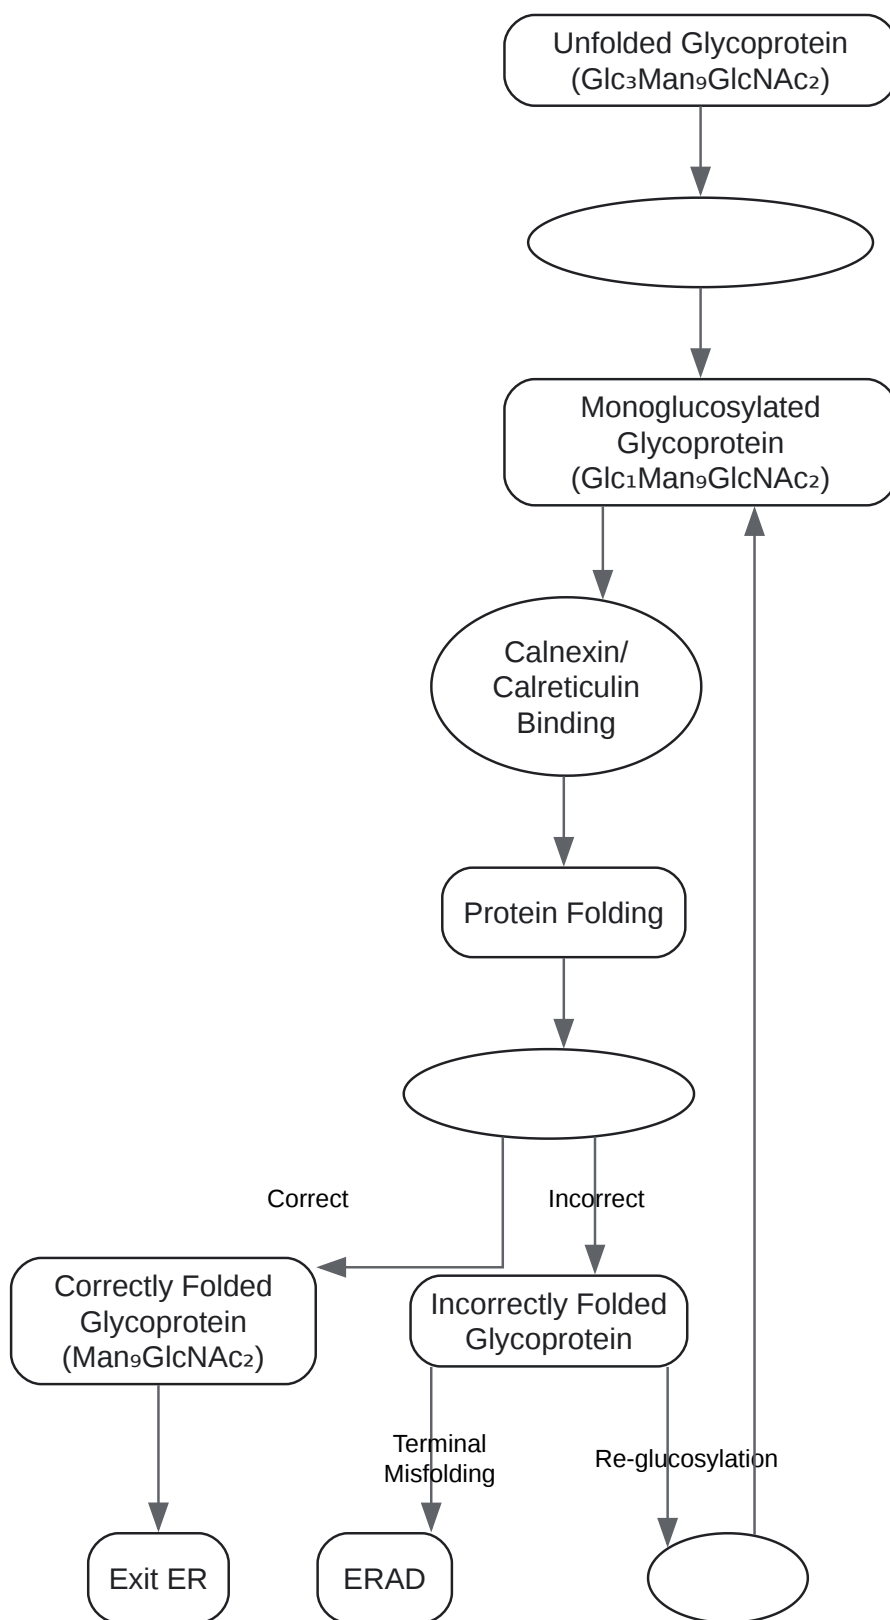 Unfolded Glycoprotein
(Glc₃Man₉GlcNAc₂)
Monoglucosylated
Glycoprotein
(Glc₁Man₉GlcNAc₂)
Calnexin/
Calreticulin
Binding
Protein Folding
Correct
Incorrect
Correctly Folded
Glycoprotein
(Man₉GlcNAc₂)
Incorrectly Folded
Glycoprotein
Terminal
Misfolding
Re-glucosylation
Exit ER
ERAD